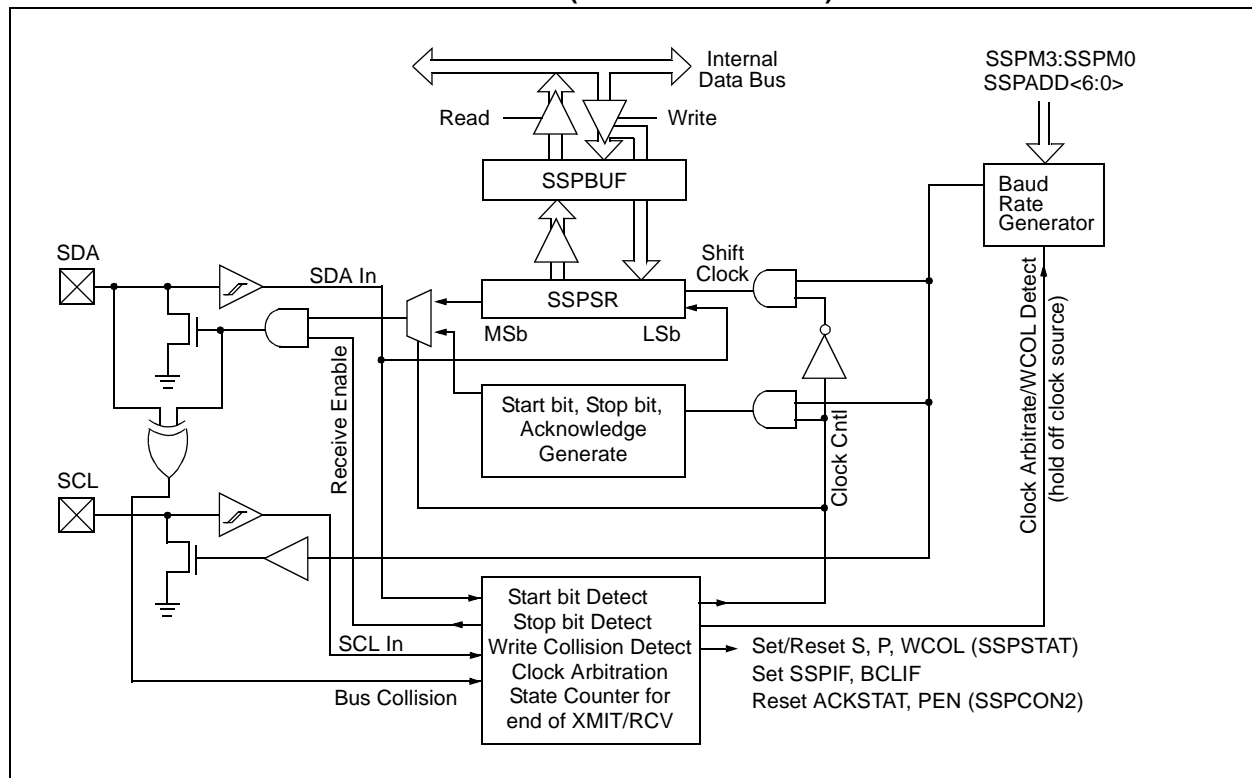 Internal
Data Bus
SSPM3:SSPM0
SSPADD<6:0>
Read
Write
SSPBUF
Baud
Rate
Generator
SDA
SDA In
Shift
Clock
SSPSR
MSb
LSb
Receive Enable
Start bit, Stop bit,
Acknowledge
Generate
Clock Cntl
Clock Arbitrate/WCOL Detect
(hold off clock source)
SCL
SCL In
Bus Collision
Start bit Detect
Stop bit Detect
Write Collision Detect
Clock Arbitration
State Counter for
end of XMIT/RCV
Set/Reset S, P, WCOL (SSPSTAT)
Set SSPIF, BCLIF
Reset ACKSTAT, PEN (SSPCON2)